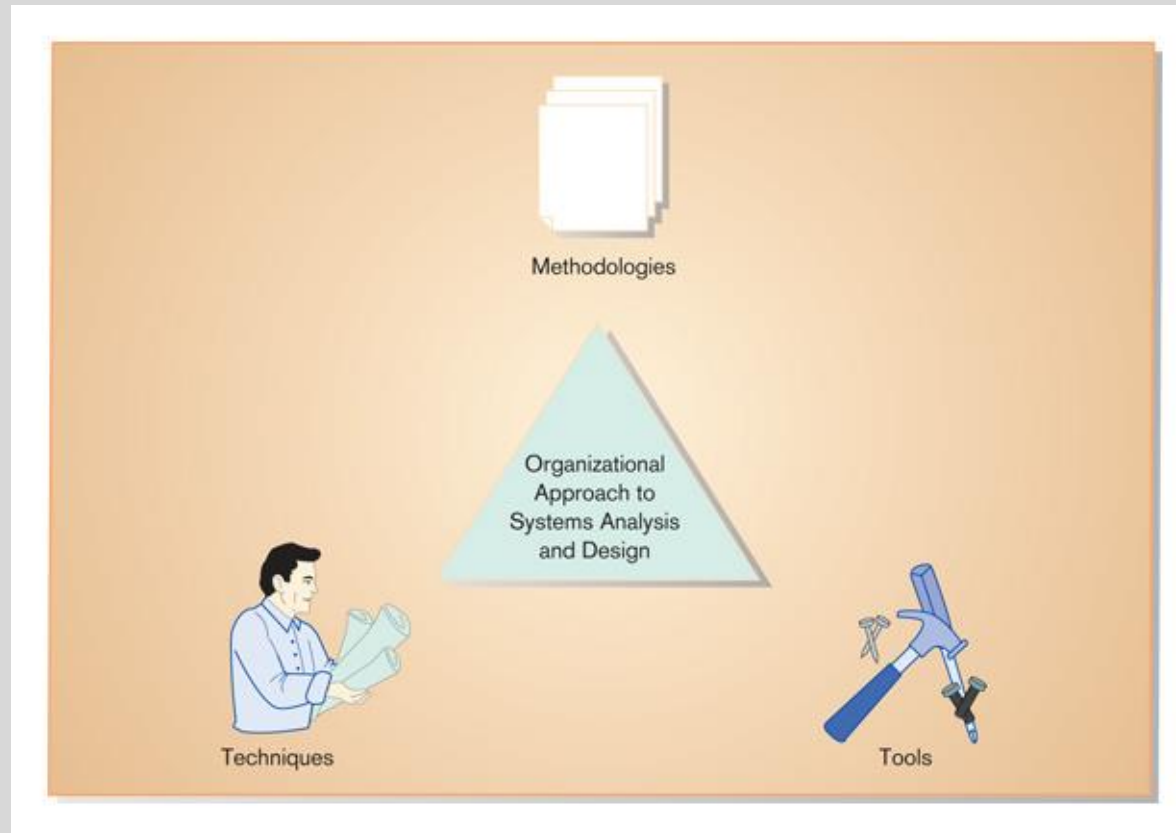 Methodologies
Organizational
Approach to
Systems Analysis
and Design
Techniques
Tools